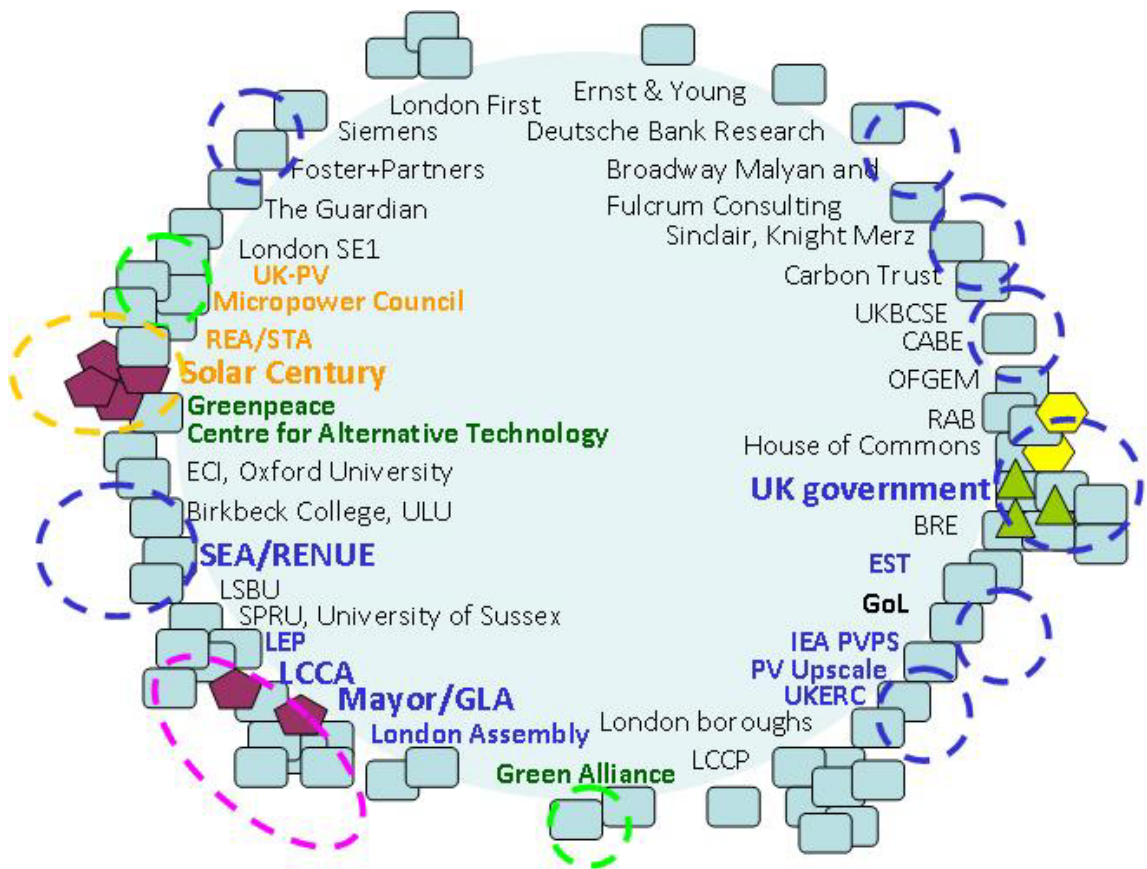 London First
Ernst & Young
Siemens
Deutsche Bank Research
Foster+Partners
Broadway Malyan and
Fulcrum Consulting
The Guardian
Sinclair, Knight Merz
London SE1
UK-PV
Carbon Trust
Micropower Council
UKBCSE
REA/STA
CABE
Solar Century
OFGEM
Greenpeace
RAB
Centre for Alternative Technology
House of Commons
ECI, Oxford University
UK government
Birkbeck College, ULU
BRE
SEA/RENUE
EST
LSBU
GoL
SPRU, University of Sussex
LEP
IEA PVPS
LCCA
PV Upscale
Mayor/GLA
UKERC
London Assembly
London boroughs
Green Alliance
LCCP